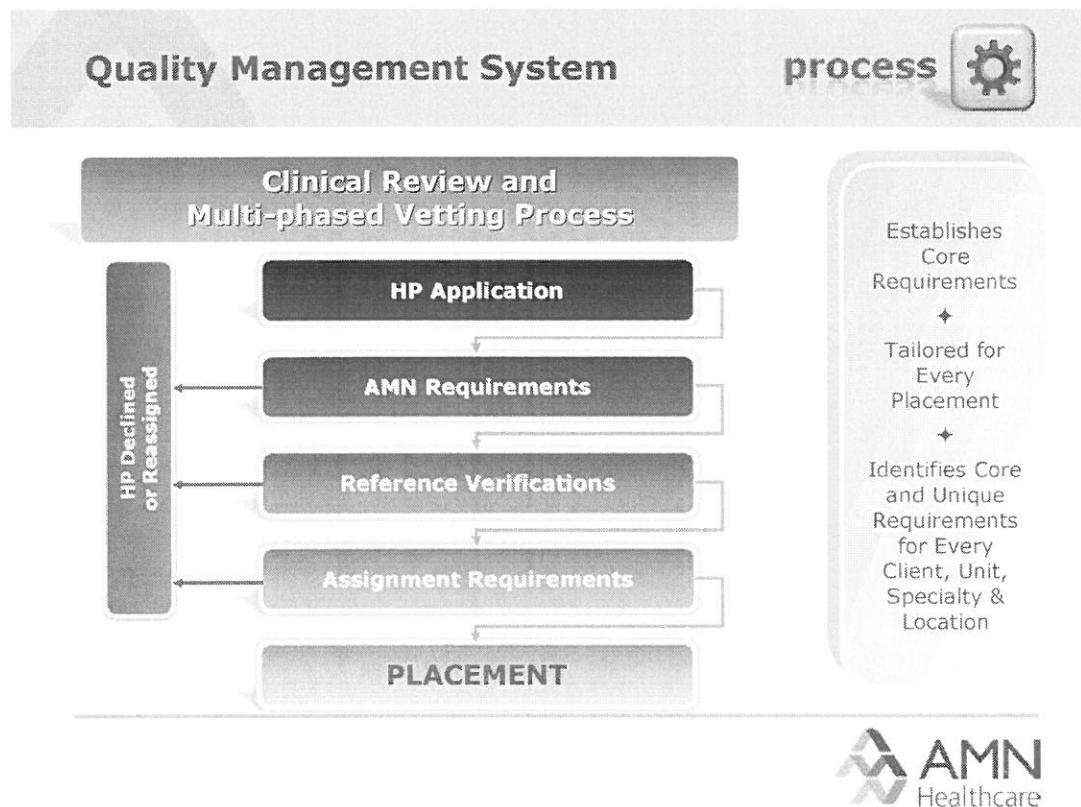 Quality Management System
process
Clinical Review and
Multi-phased Vetting Process
HP Application
AMN Requirements
Reference Verifications
Assignment Requirements
PLACEMENT
HP Declined
or Reassigned
Establishes
Core
Requirements
Tailored for
Every
Placement
Identifies Core
and Unique
Requirements
for Every
Client, Unit,
Specialty &
Location
AMN
Healthcare